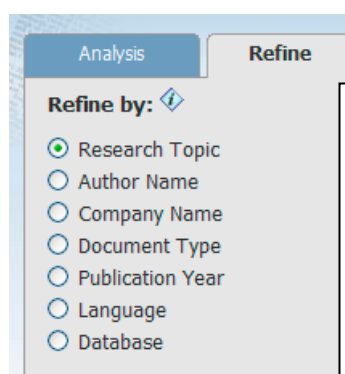 Analysis Refine
Refine by:
Research Topic
Author Name
Company Name
Document Type
Publication Year
Language
Database